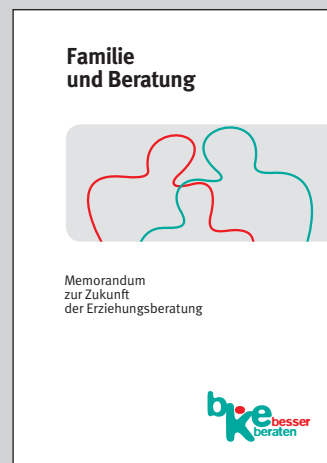 Familie
und Beratung
Memorandum
zur Zukunft
der Erziehungsberatung
bke besser
beraten